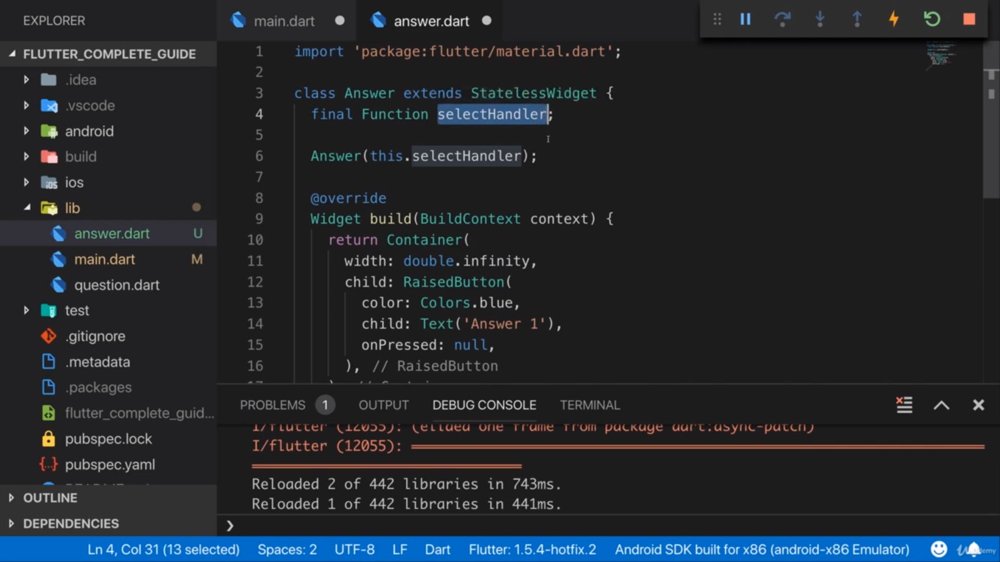 EXPLORER
main.dart
answer.dart
FLUTTER_COMPLETE_GUIDE
.idea
.vscode
android
build
ios
lib
answer.dart U
main.dart M
question.dart
test
.gitignore
.metadata
.packages
flutter_complete_guid...
pubspec.lock
pubspec.yaml
OUTLINE
DEPENDENCIES
1 import 'package:flutter/material.dart';
2
3 class Answer extends StatelessWidget {
4 final Function selectHandler;
5
6 Answer(this.selectHandler);
7
8 @override
9 Widget build(BuildContext context) {
10 return Container(
11 width: double.infinity,
12 child: RaisedButton(
13 color: Colors.blue,
14 child: Text('Answer 1'),
15 onPressed: null,
16 ), // RaisedButton
PROBLEMS 1 OUTPUT DEBUG CONSOLE TERMINAL
I/flutter (12055): (elided one frame from package dart:async-patch)
I/flutter (12055): ══════════════════════════════════════════════════════════════════
════════════════════════════════
Reloaded 2 of 442 libraries in 743ms.
Reloaded 1 of 442 libraries in 441ms.
❯
Ln 4, Col 31 (13 selected) Spaces: 2 UTF-8 LF Dart Flutter: 1.5.4-hotfix.2 Android SDK built for x86 (android-x86 Emulator)